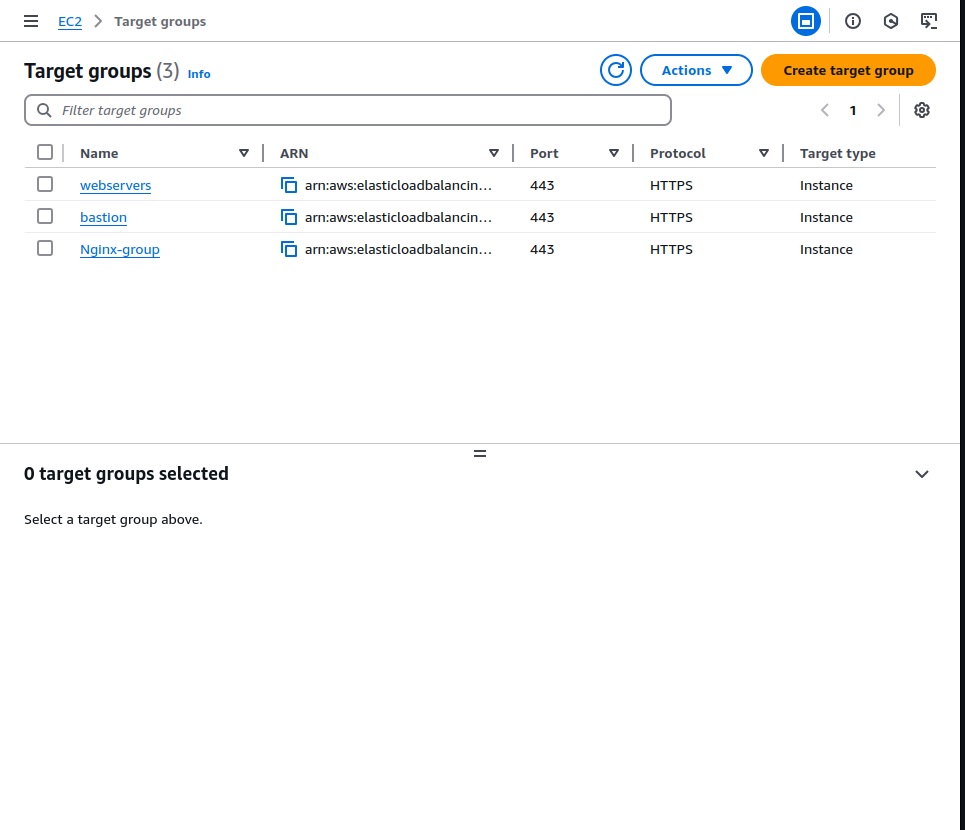 EC2 Target groups
Target groups (3) Info
Actions
Create target group
Filter target groups
1
Name ARN Port Protocol Target type
webservers arn:aws:elasticloadbalancin… 443 HTTPS Instance
bastion arn:aws:elasticloadbalancin… 443 HTTPS Instance
Nginx-group arn:aws:elasticloadbalancin… 443 HTTPS Instance
0 target groups selected
Select a target group above.